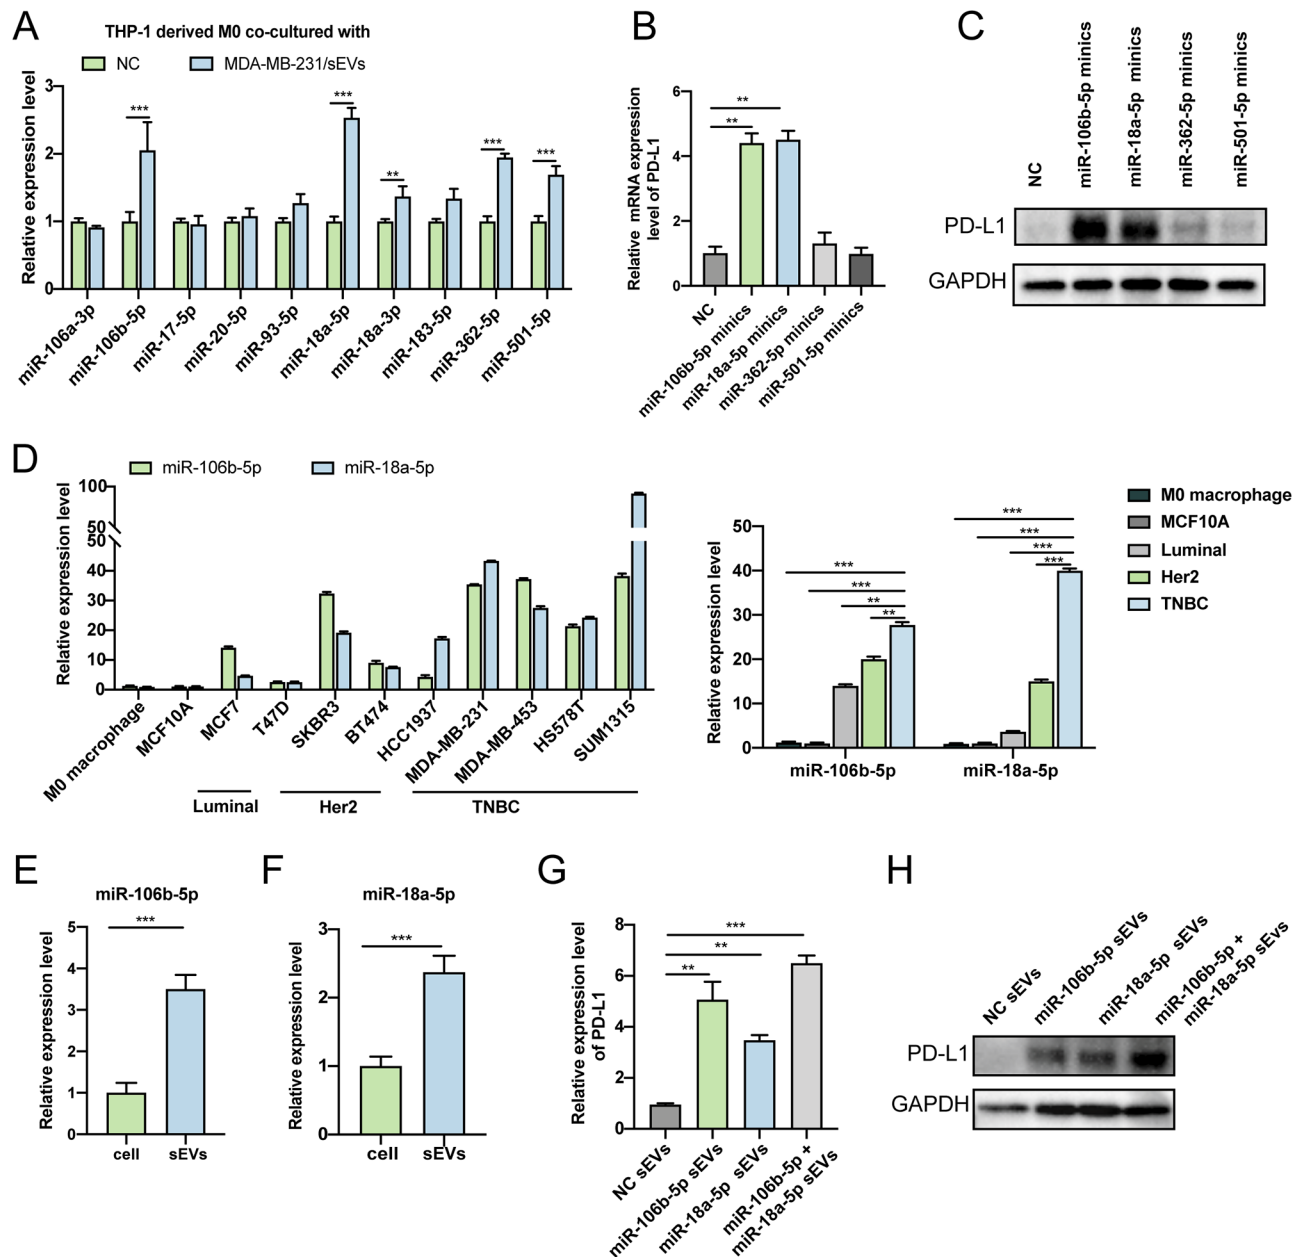 A
THP-1 derived M0 co-cultured with
NC
MDA-MB-231/sEVs
Relative expression level
3
2
1
0
***
***
**
***
***
miR-106a-3p
miR-106b-5p
miR-17-5p
miR-20-5p
miR-93-5p
miR-18a-5p
miR-18a-3p
miR-183-5p
miR-362-5p
miR-501-5p
B
Relative mRNA expression
level of PD-L1
6
4
2
0
**
**
NC
miR-106b-5p minics
miR-18a-5p minics
miR-362-5p minics
miR-501-5p minics
C
NC
miR-106b-5p minics
miR-18a-5p minics
miR-362-5p minics
miR-501-5p minics
PD-L1
GAPDH
D
miR-106b-5p
miR-18a-5p
Relative expression level
100
50
50
40
30
20
10
0
M0 macrophage
MCF10A
MCF7
T47D
SKBR3
BT474
HCC1937
MDA-MB-231
MDA-MB-453
HS578T
SUM1315
Luminal
Her2
TNBC
Relative expression level
50
40
30
20
10
0
***
***
**
**
***
***
***
***
miR-106b-5p
miR-18a-5p
M0 macrophage
MCF10A
Luminal
Her2
TNBC
E
miR-106b-5p
Relative expression level
5
4
3
2
1
0
***
cell
sEVs
F
miR-18a-5p
Relative expression level
3
2
1
0
***
cell
sEVs
G
Relative expression level
of PD-L1
8
6
4
2
0
***
**
**
NC sEVs
miR-106b-5p sEVs
miR-18a-5p sEVs
miR-106b-5p +
miR-18a-5p sEVs
H
NC sEVs
miR-106b-5p sEVs
miR-18a-5p sEVs
miR-106b-5p +
miR-18a-5p sEvs
PD-L1
GAPDH